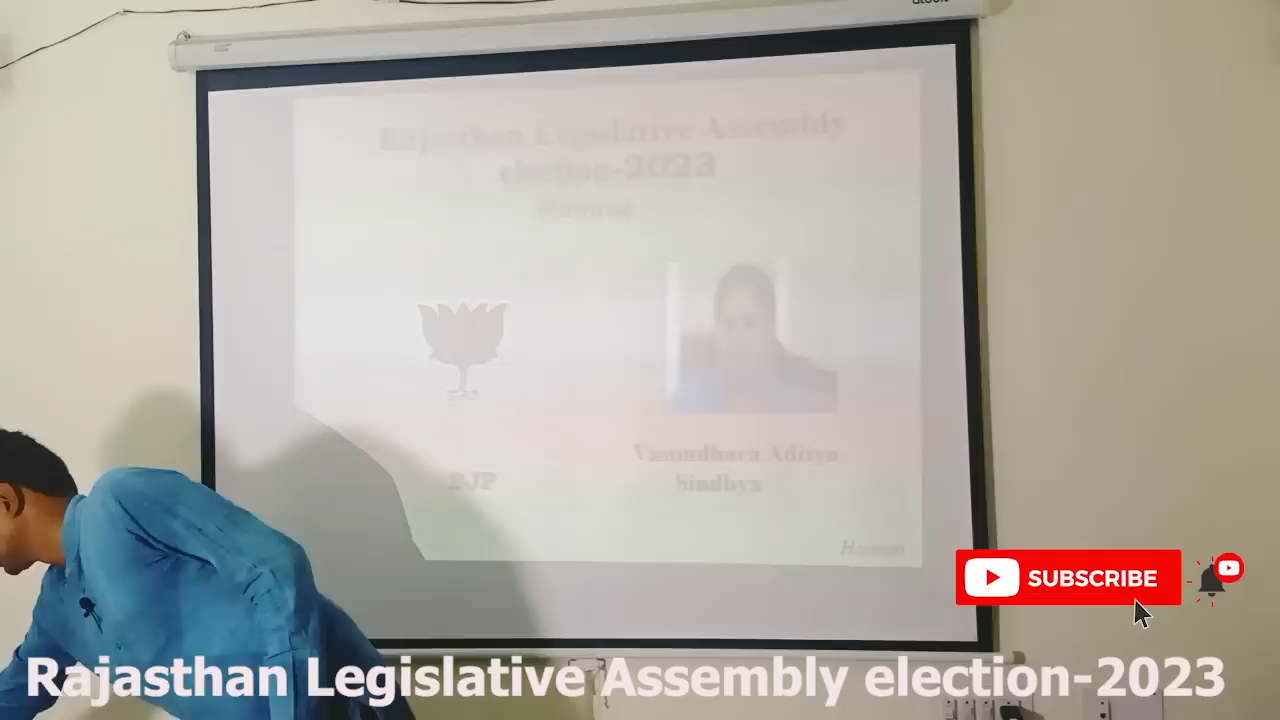 Rajasthan Legislative Assembly
election-2023
BJP
Vasundhara Aditya
Sindhya
SUBSCRIBE
Rajasthan Legislative Assembly election-2023